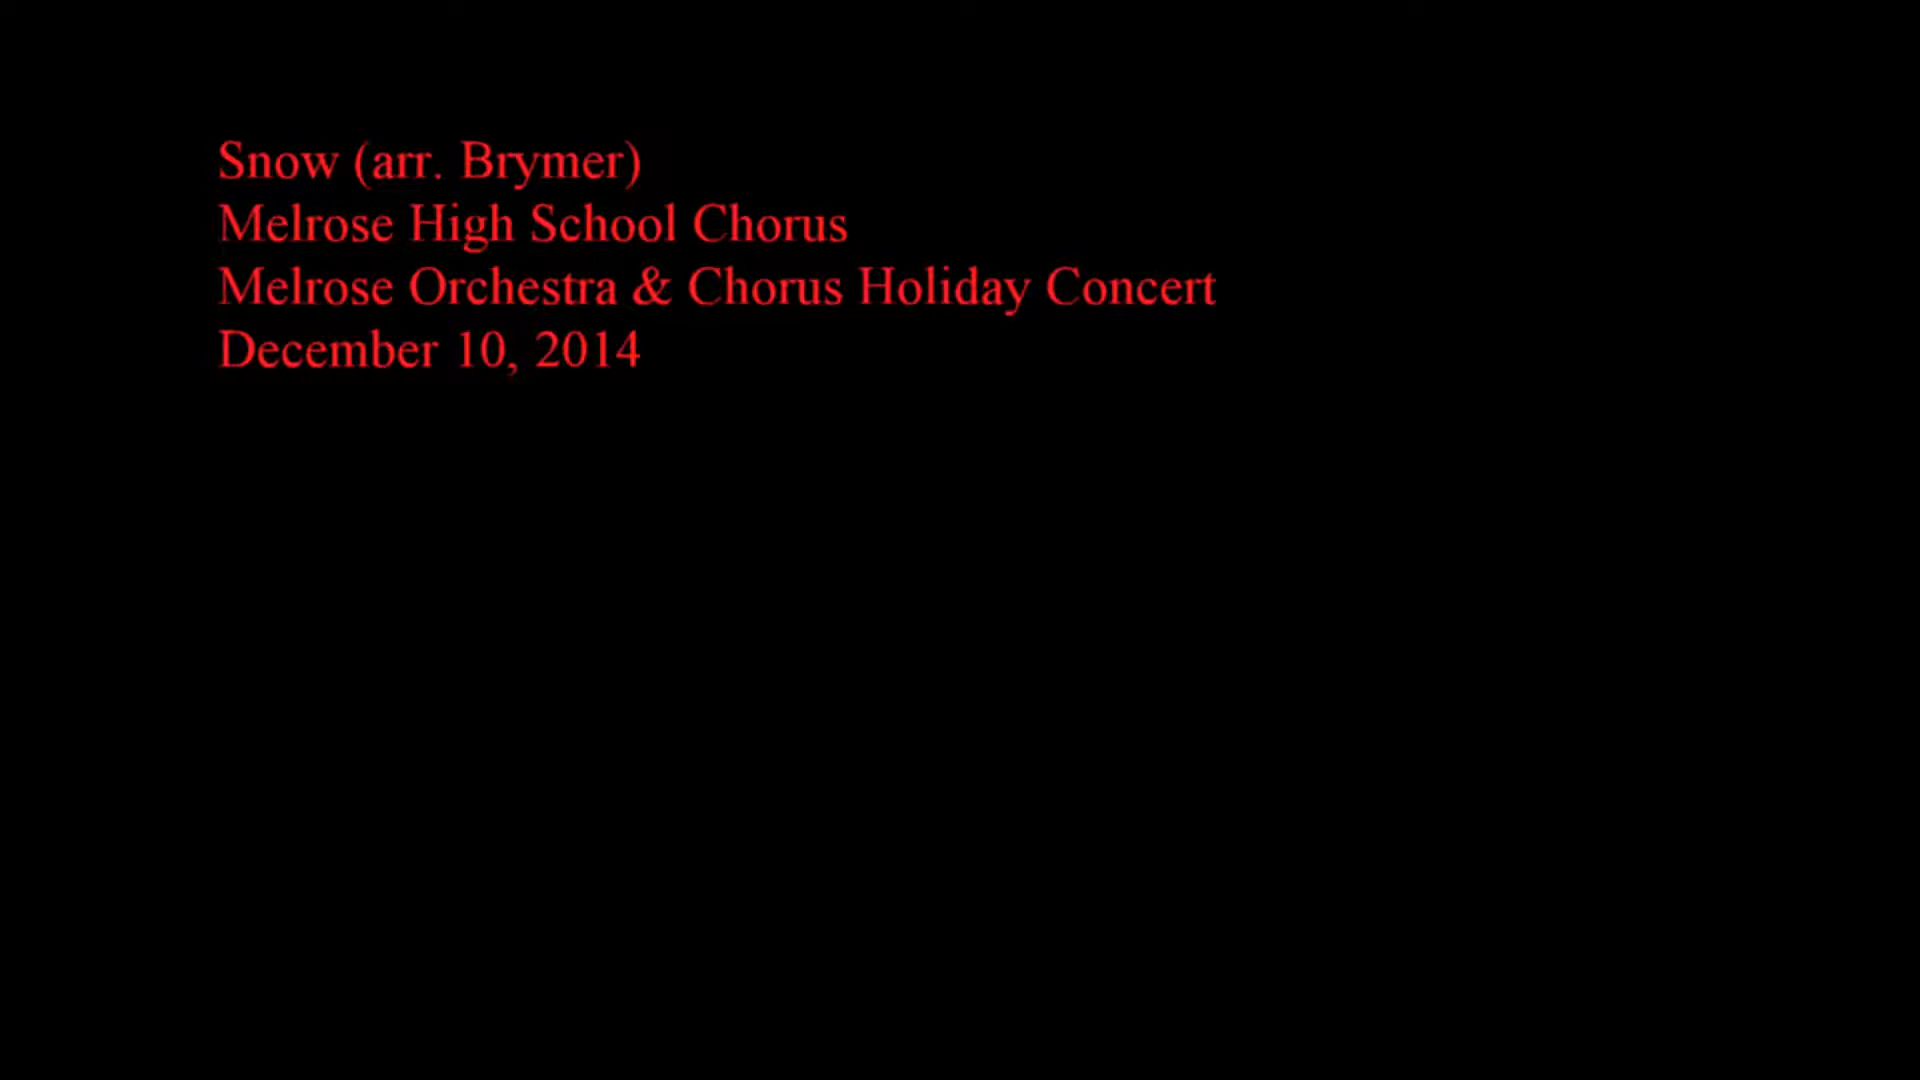 Snow (arr. Brymer)
Melrose High School Chorus
Melrose Orchestra & Chorus Holiday Concert
December 10, 2014